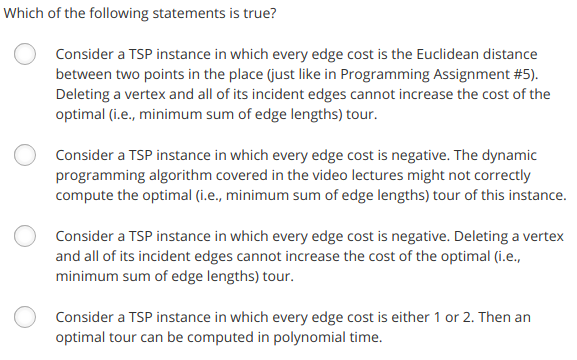 Which of the following statements is true?
Consider a TSP instance in which every edge cost is the Euclidean distance
between two points in the place (just like in Programming Assignment #5).
Deleting a vertex and all of its incident edges cannot increase the cost of the
optimal (i.e., minimum sum of edge lengths) tour.
Consider a TSP instance in which every edge cost is negative. The dynamic
programming algorithm covered in the video lectures might not correctly
compute the optimal (i.e., minimum sum of edge lengths) tour of this instance.
Consider a TSP instance in which every edge cost is negative. Deleting a vertex
and all of its incident edges cannot increase the cost of the optimal (i.e.,
minimum sum of edge lengths) tour.
Consider a TSP instance in which every edge cost is either 1 or 2. Then an
optimal tour can be computed in polynomial time.